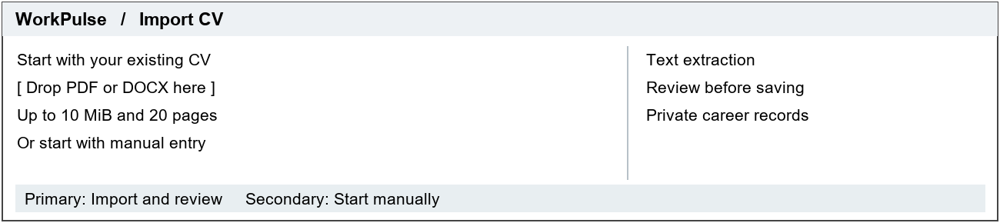 WorkPulse / Import CV
Start with your existing CV
[ Drop PDF or DOCX here ]
Up to 10 MiB and 20 pages
Or start with manual entry
Text extraction
Review before saving
Private career records
Primary: Import and review Secondary: Start manually